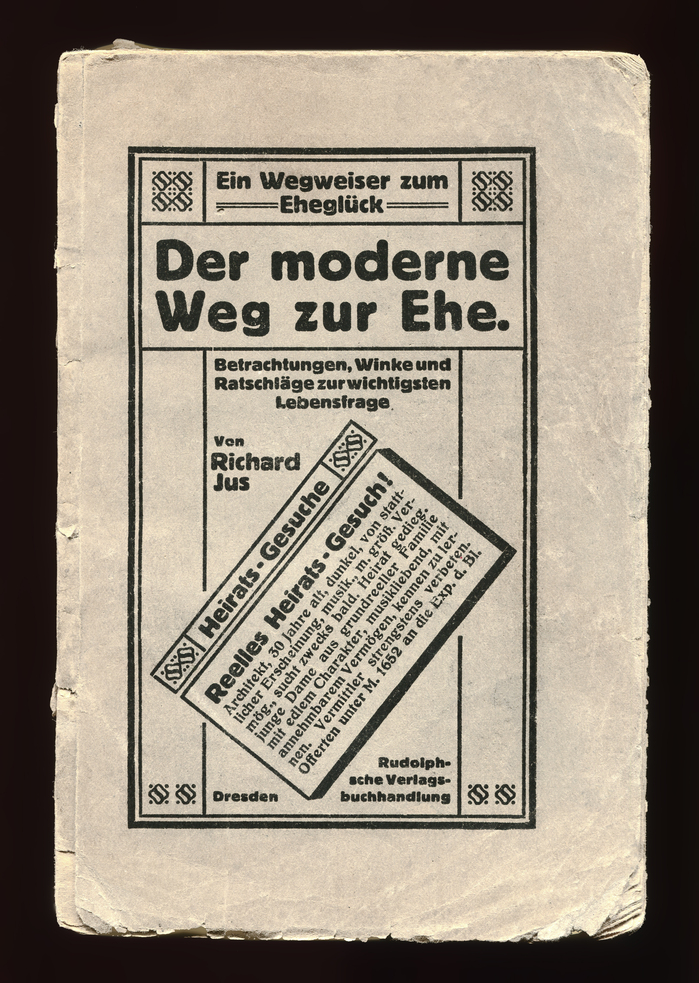 Ein Wegweiser zum
Eheglück
Der moderne
Weg zur Ehe.
Betrachtungen, Winke und
Ratschläge zur wichtigsten
Lebensfrage
Von
Richard
Jus
Heirats-Gesuche
Reelles Heirats-Gesuch!
Architekt, 30 Jahre alt, dunkel, von statt-
licher Erscheinung, musik., m. größ. Ver-
mög., sucht zwecks bald. Heirat gedieg.
junge Dame aus grundreeller Familie
mit edlem Charakter, musikliebend, mit
annehmbarem Vermögen, kennen zu ler-
nen. Vermittler strengstens verbeten.
Offerten unter M. 1652 an die Exp. d. Bl.
Rudolph-
sche Verlags-
Dresden buchhandlung